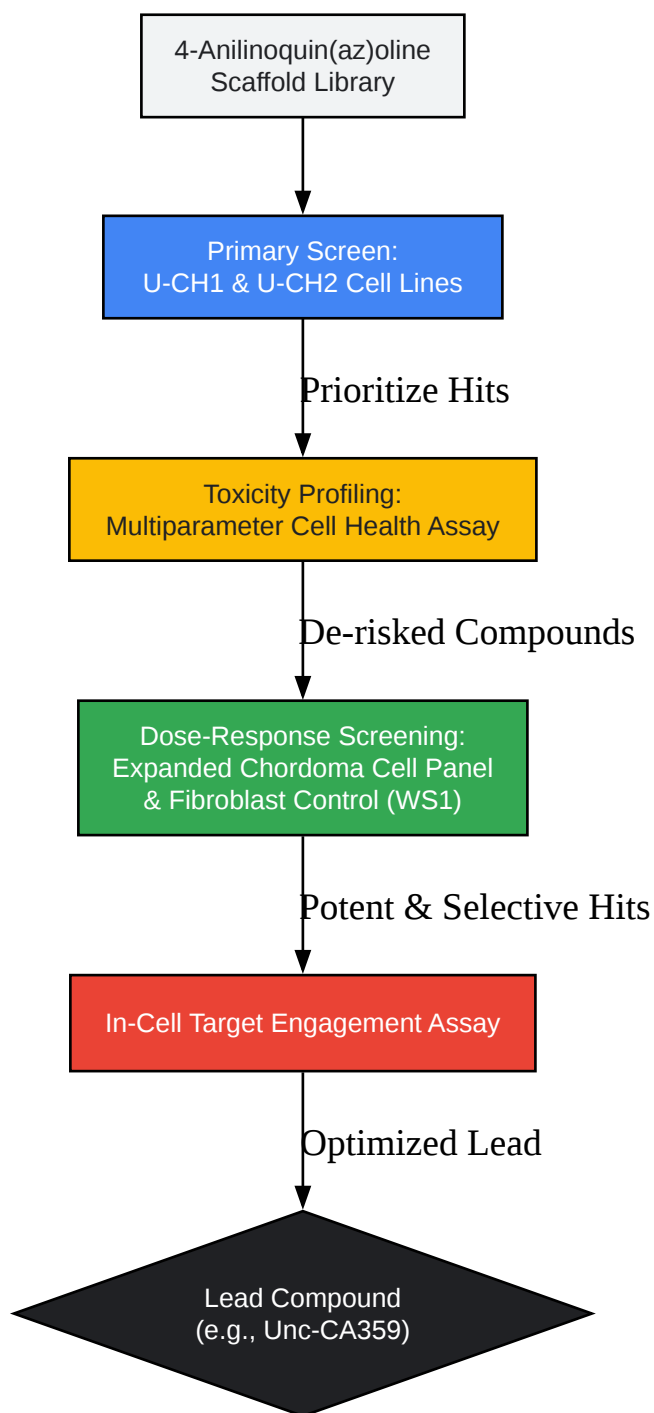 4-Anilinoquin(az)oline
Scaffold Library
Primary Screen:
U-CH1 & U-CH2 Cell Lines
Prioritize Hits
Toxicity Profiling:
Multiparameter Cell Health Assay
De-risked Compounds
Dose-Response Screening:
Expanded Chordoma Cell Panel
& Fibroblast Control (WS1)
Potent & Selective Hits
In-Cell Target Engagement Assay
Optimized Lead
Lead Compound
(e.g., Unc-CA359)